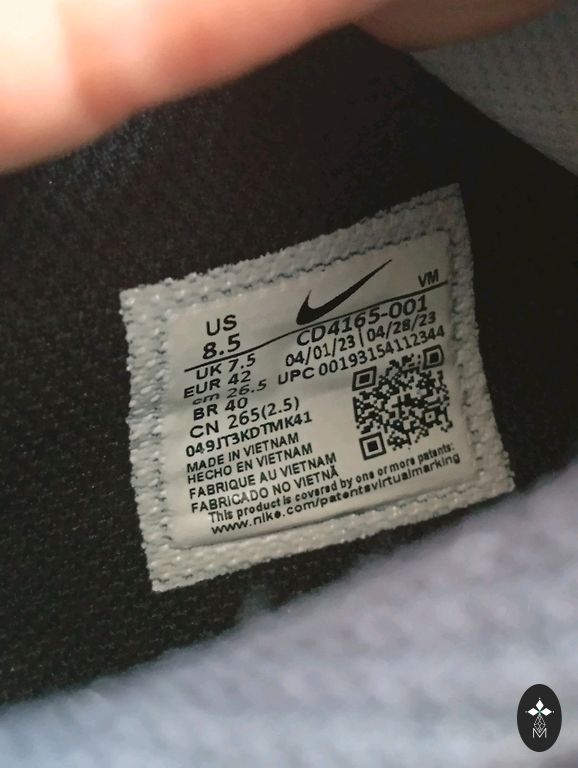 VM
US
8.5
CD4165-001
UK 7.5
04/01/23 | 04/28/23
EUR 42
UPC 00193154112344
cm 26.5
BR 40
CN 265(2.5)
049JT3KDTMK41
MADE IN VIETNAM
HECHO EN VIETNAM
FABRIQUE AU VIETNAM
FABRICADO NO VIETNÃ
This product is covered by one or more patents:
www.nike.com/patentsvirtualmarking
M